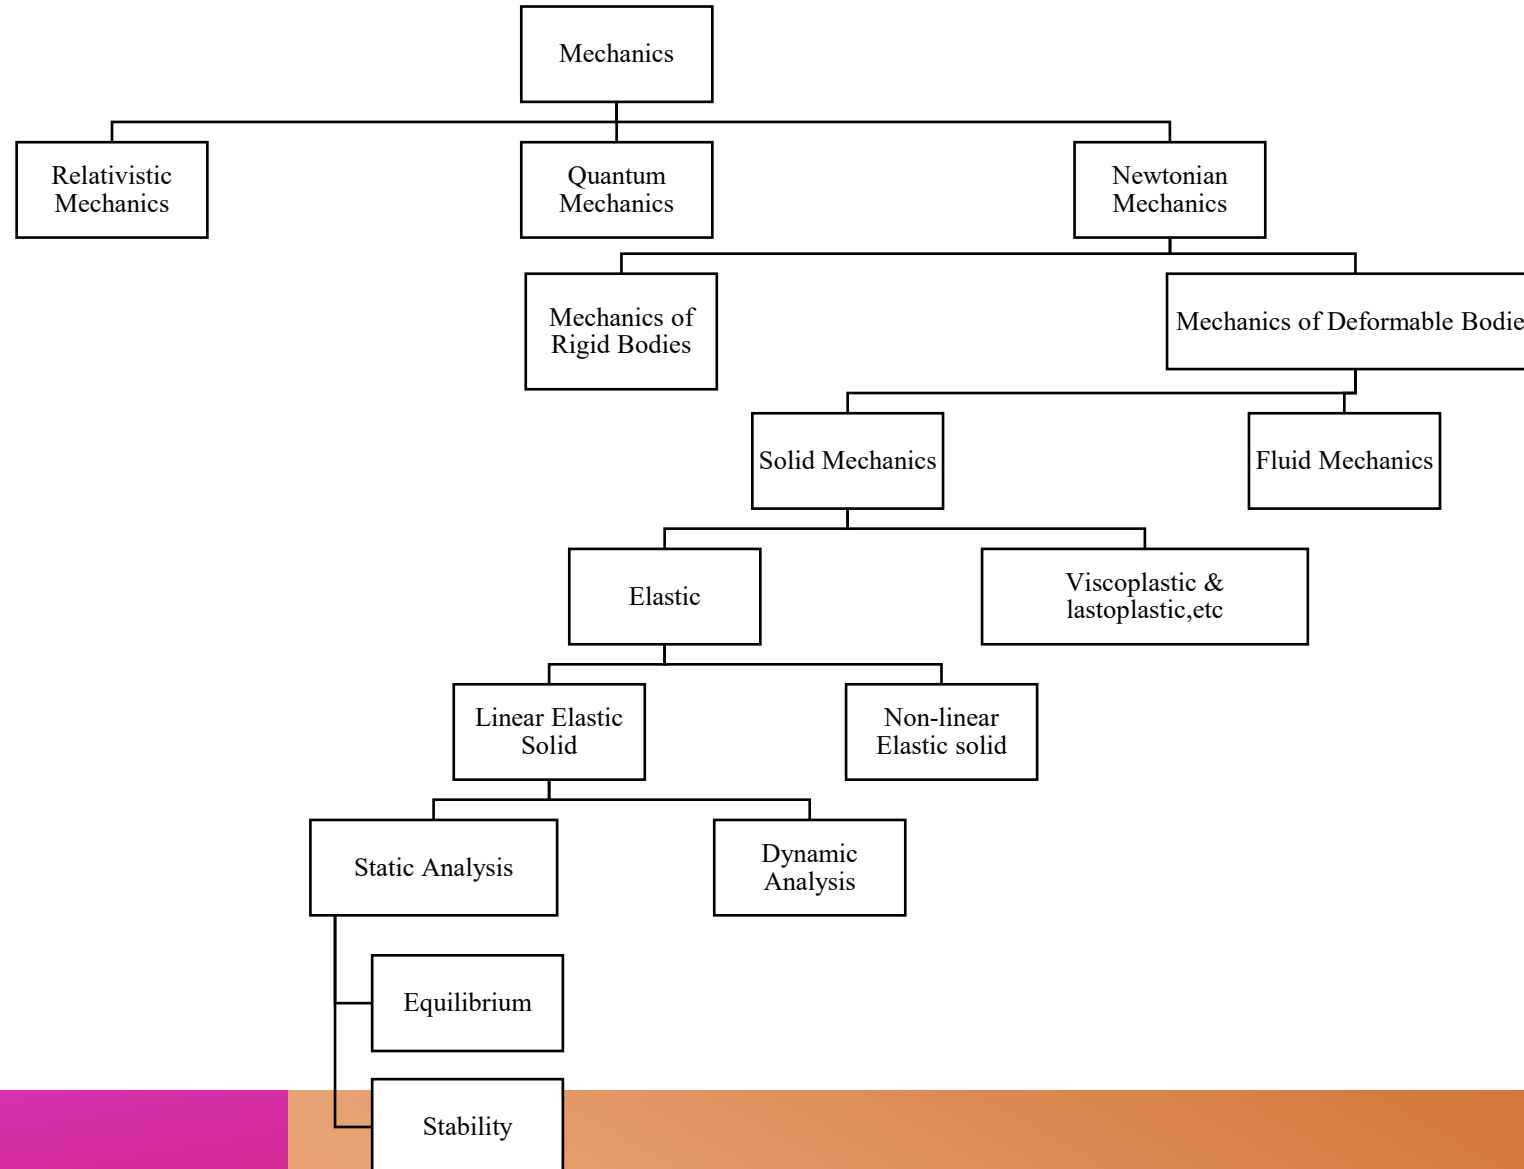 Mechanics
Relativistic
Mechanics
Quantum
Mechanics
Newtonian
Mechanics
Mechanics of
Rigid Bodies
Mechanics of Deformable Bodie
Solid Mechanics
Fluid Mechanics
Elastic
Viscoplastic &
lastoplastic,etc
Linear Elastic
Solid
Non-linear
Elastic solid
Static Analysis
Dynamic
Analysis
Equilibrium
Stability